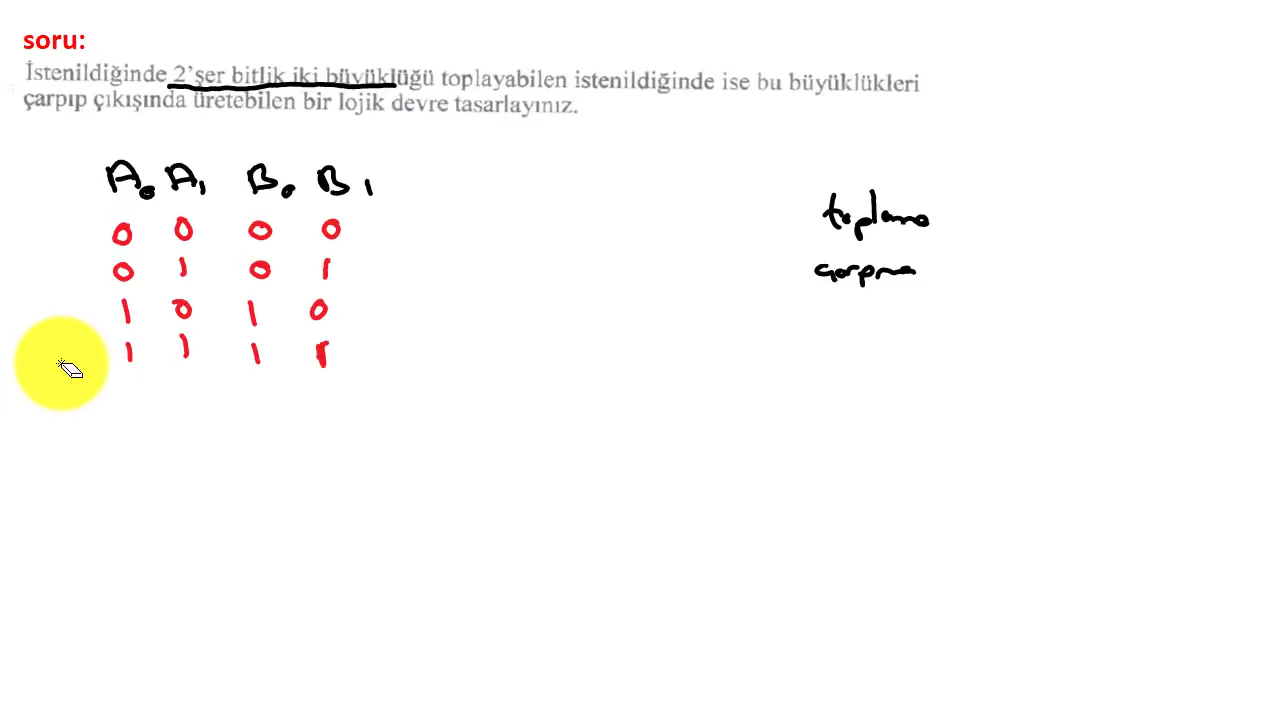 soru:
İstenildiğinde 2'şer bitlik iki büyüklüğü toplayabilen istenildiğinde ise bu büyüklükleri
çarpıp çıkışında üretebilen bir lojik devre tasarlayınız.
A₀ A₁ B₀ B₁
0 0 0 0
0 1 0 1
1 0 1 0
1 1 1 1
toplama
çarpma